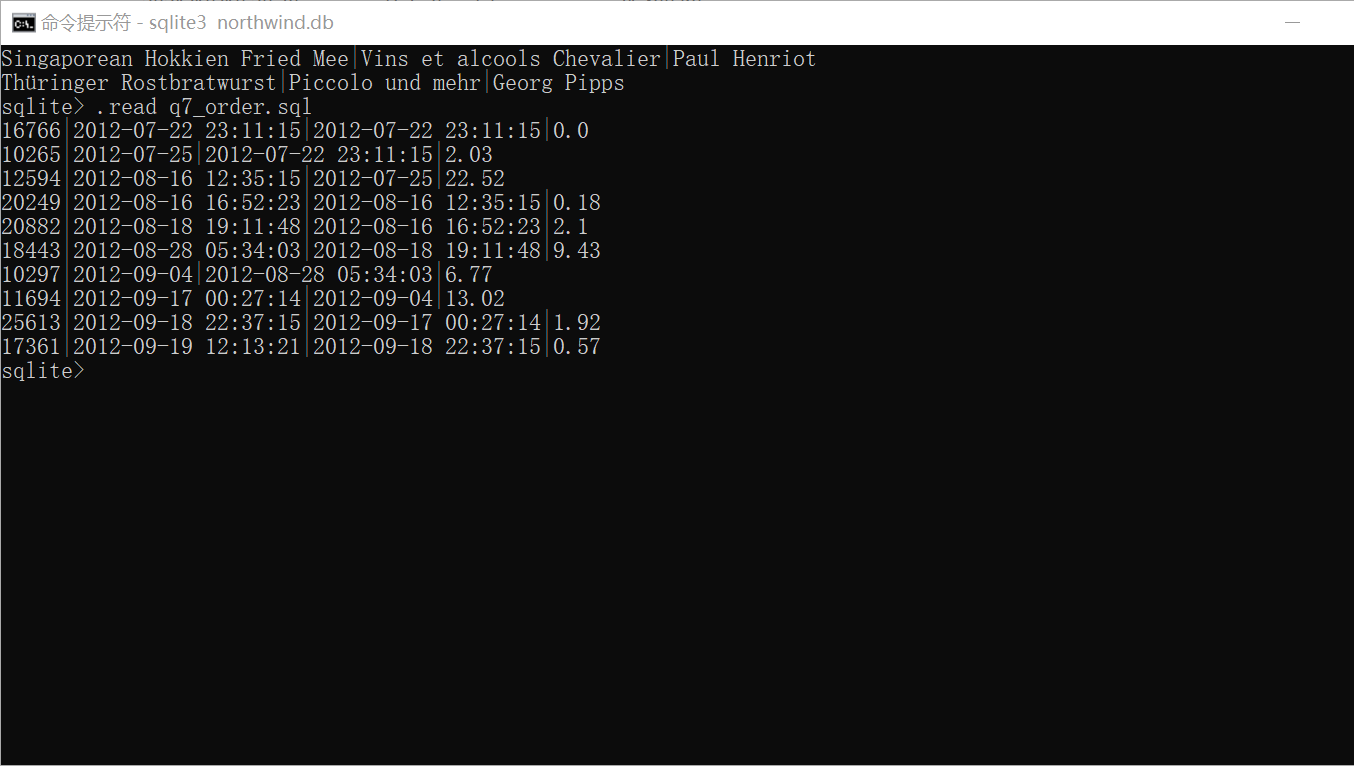 命令提示符 - sqlite3 northwind.db
Singaporean Hokkien Fried Mee|Vins et alcools Chevalier|Paul Henriot
Thüringer Rostbratwurst|Piccolo und mehr|Georg Pipps
sqlite> .read q7_order.sql
16766|2012-07-22 23:11:15|2012-07-22 23:11:15|0.0
10265|2012-07-25|2012-07-22 23:11:15|2.03
12594|2012-08-16 12:35:15|2012-07-25|22.52
20249|2012-08-16 16:52:23|2012-08-16 12:35:15|0.18
20882|2012-08-18 19:11:48|2012-08-16 16:52:23|2.1
18443|2012-08-28 05:34:03|2012-08-18 19:11:48|9.43
10297|2012-09-04|2012-08-28 05:34:03|6.77
11694|2012-09-17 00:27:14|2012-09-04|13.02
25613|2012-09-18 22:37:15|2012-09-17 00:27:14|1.92
17361|2012-09-19 12:13:21|2012-09-18 22:37:15|0.57
sqlite>